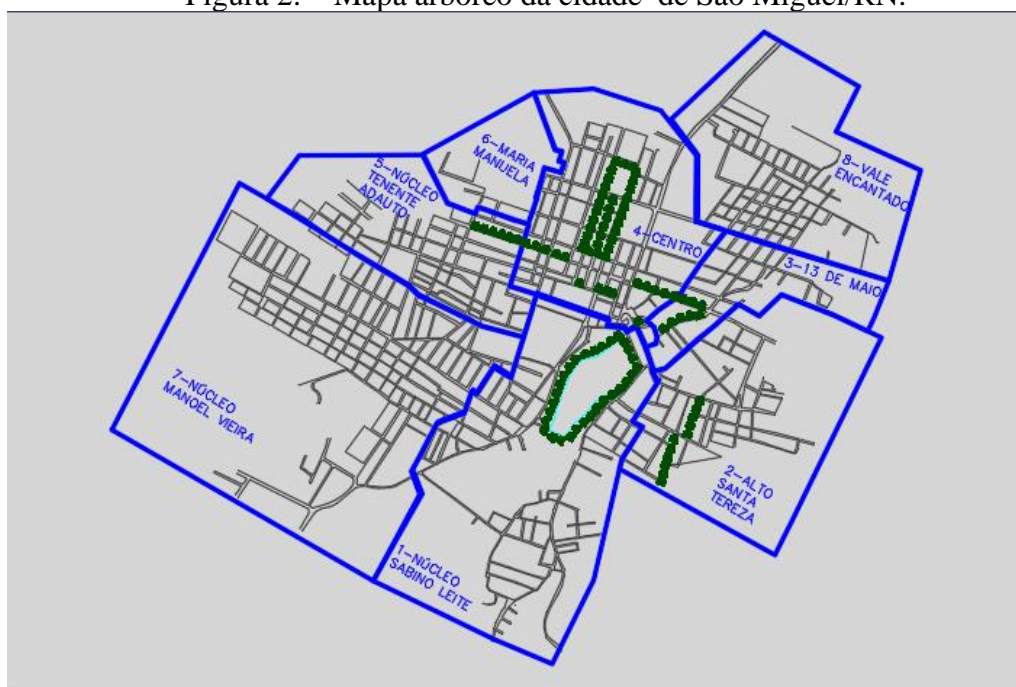 Figura 2. Mapa arbóreo da cidade de São Miguel/RN.
6-MARIA
MANUELA
5-NÚCLEO
TENENTE
ADAUTO
8-VALE
ENCANTADO
4-CENTRO
3-13 DE MAIO
7-NÚCLEO
MANOEL VIEIRA
2-ALTO
SANTA
TEREZA
1-NÚCLEO
SABINO LEITE